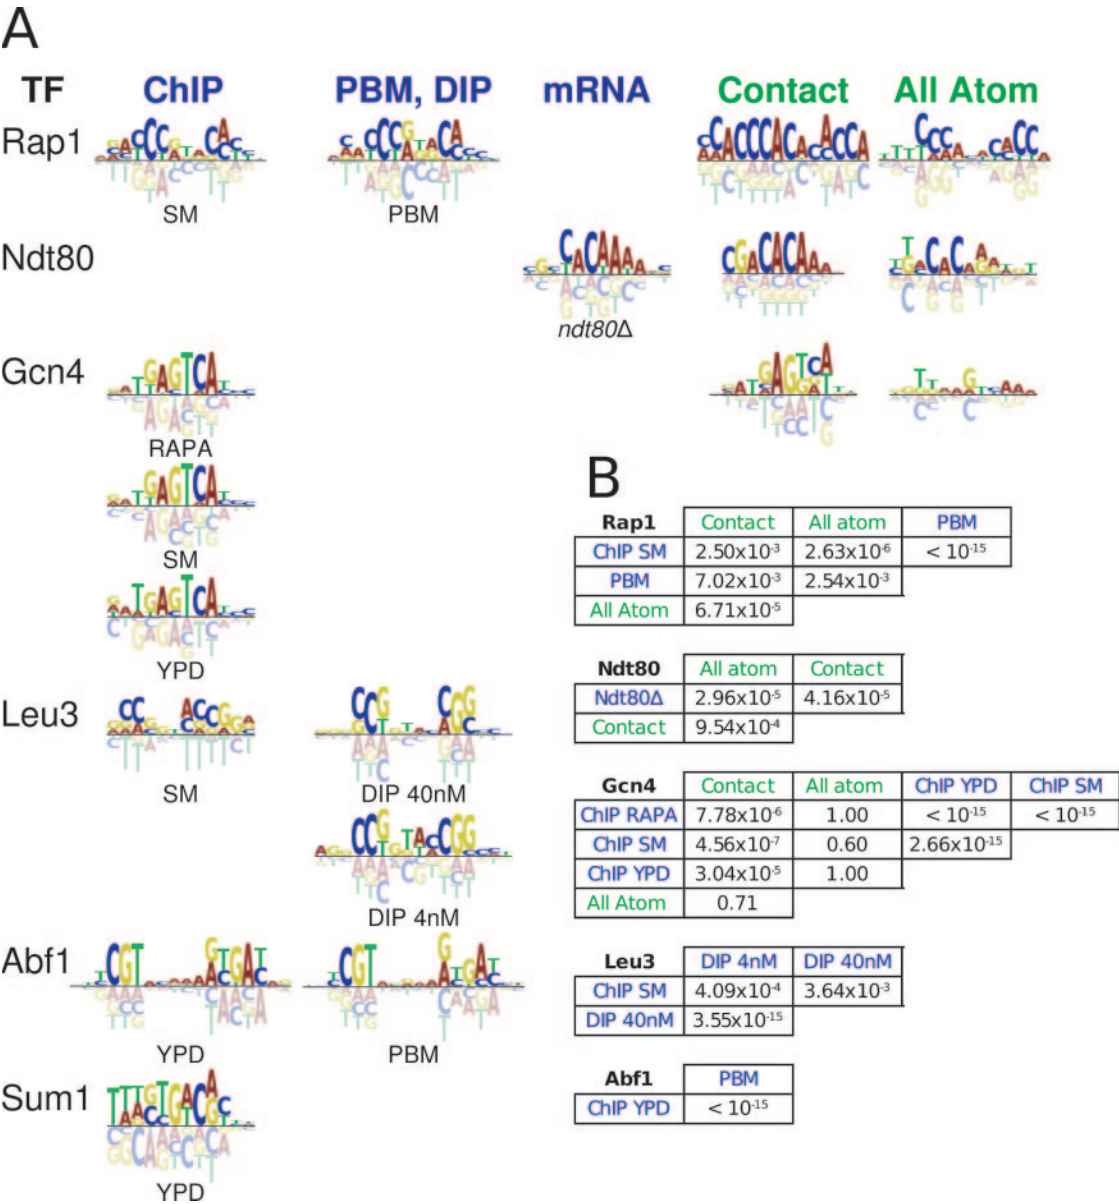 A
TF ChIP PBM, DIP mRNA Contact All Atom
Rap1
SM PBM
Ndt80
ndt80Δ
Gcn4
RAPA
SM
YPD
Leu3
SM DIP 40nM
DIP 4nM
Abf1
YPD PBM
Sum1
YPD
B
Rap1 Contact All atom PBM
ChIP SM 2.50x10⁻³ 2.63x10⁻⁶ < 10⁻¹⁵
PBM 7.02x10⁻³ 2.54x10⁻³
All Atom 6.71x10⁻⁵
Ndt80 All atom Contact
Ndt80Δ 2.96x10⁻⁵ 4.16x10⁻⁵
Contact 9.54x10⁻⁴
Gcn4 Contact All atom ChIP YPD ChIP SM
ChIP RAPA 7.78x10⁻⁶ 1.00 < 10⁻¹⁵ < 10⁻¹⁵
ChIP SM 4.56x10⁻⁷ 0.60 2.66x10⁻¹⁵
ChIP YPD 3.04x10⁻⁵ 1.00
All Atom 0.71
Leu3 DIP 4nM DIP 40nM
ChIP SM 4.09x10⁻⁴ 3.64x10⁻³
DIP 40nM 3.55x10⁻¹⁵
Abf1 PBM
ChIP YPD < 10⁻¹⁵